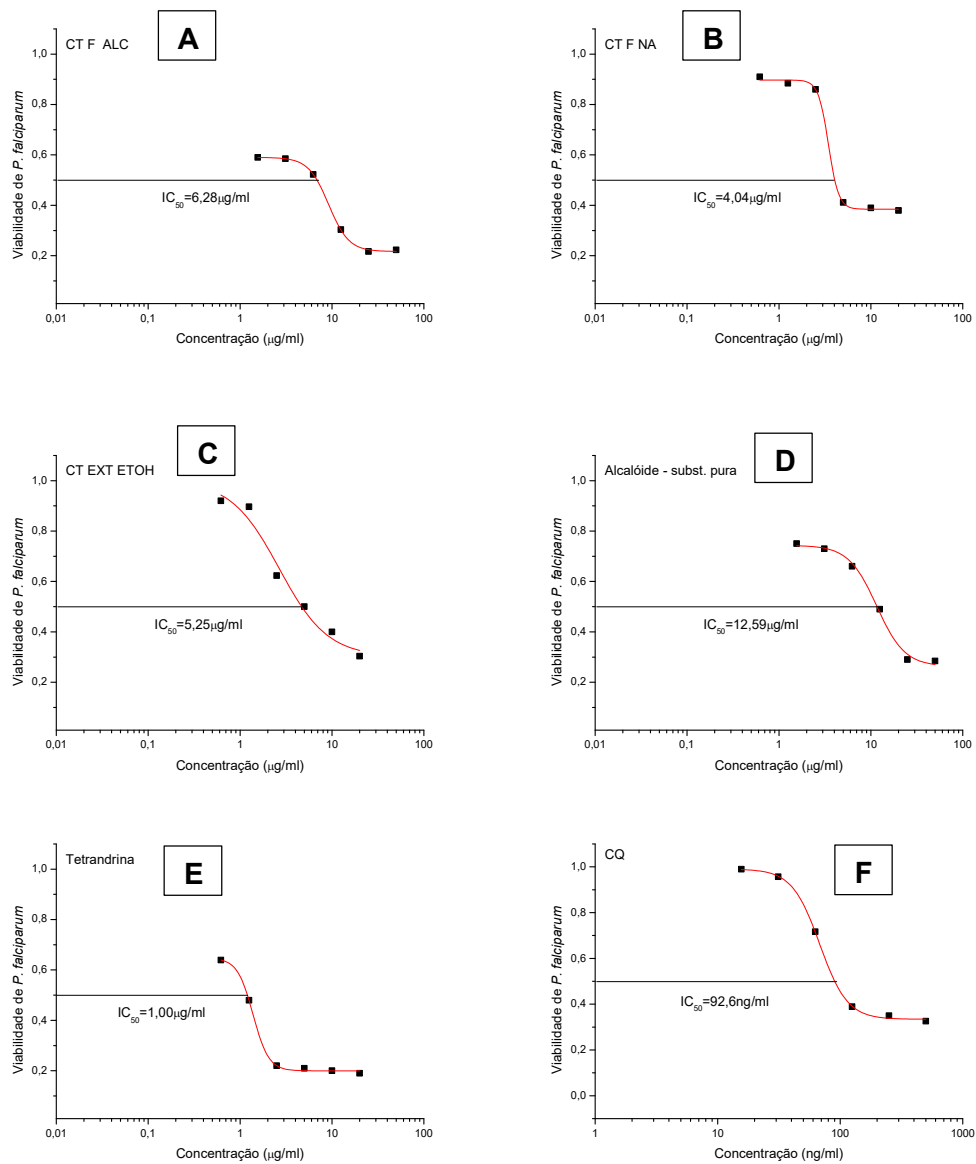 CT F ALC
A
1,0
0,8
0,6
0,4
0,2
Viabilidade de P. falciparum
IC50=6,28µg/ml
0,01 0,1 1 10 100
Concentração (µg/ml)
CT F NA
B
1,0
0,8
0,6
0,4
0,2
Viabilidade de P. falciparum
IC50=4,04µg/ml
0,01 0,1 1 10 100
Concentração (µg/ml)
CT EXT ETOH
C
1,0
0,8
0,6
0,4
0,2
Viabilidade de P. falciparum
IC50=5,25µg/ml
0,01 0,1 1 10 100
Concentração (µg/ml)
Alcalóide - subst. pura
D
1,0
0,8
0,6
0,4
0,2
Viabilidade de P. falciparum
IC50=12,59µg/ml
0,01 0,1 1 10 100
Concentração (µg/ml)
Tetrandrina
E
1,0
0,8
0,6
0,4
0,2
Viabilidade de P. falciparum
IC50=1,00µg/ml
0,01 0,1 1 10 100
Concentração (µg/ml)
CQ
F
1,0
0,8
0,6
0,4
0,2
0,0
Viabilidade de P. falciparum
IC50=92,6ng/ml
1 10 100 1000
Concentração (ng/ml)